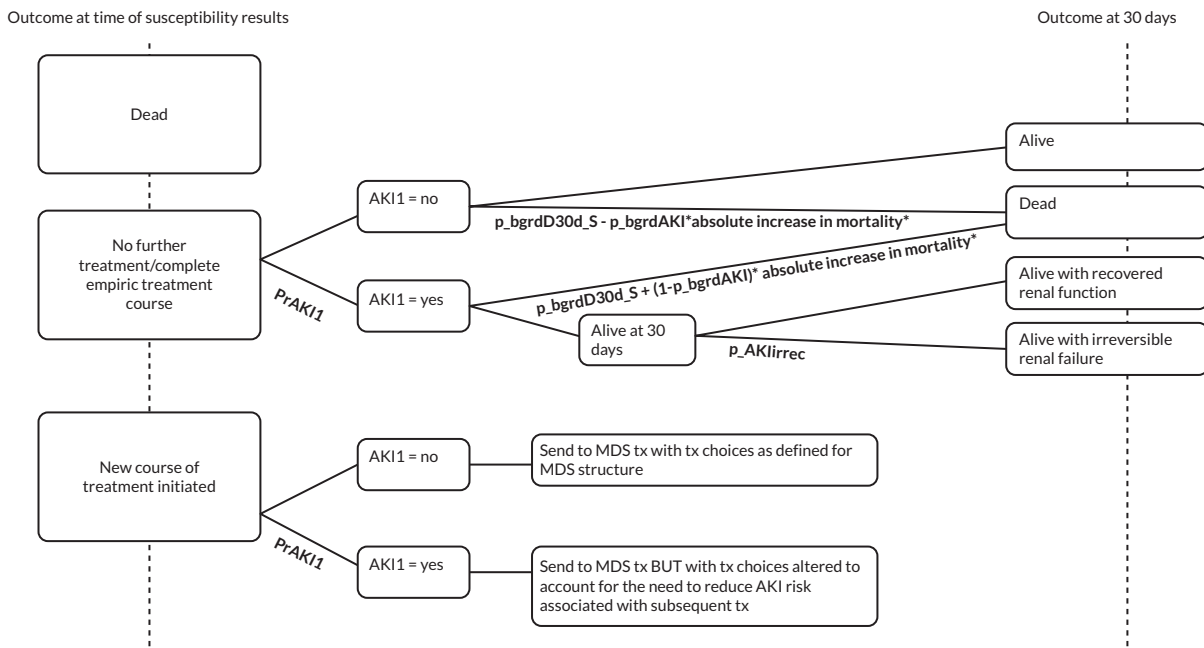 Outcome at time of susceptibility results
Outcome at 30 days
Dead
Alive
AKI1 = no
Dead
p_bgrdD30d_S - p_bgrdAKI*absolute increase in mortality*
No further
treatment/complete
empiric treatment
course
PrAKI1
AKI1 = yes
p_bgrdD30d_S + (1-p_bgrdAKI)* absolute increase in mortality*
Alive with recovered
renal function
Alive at 30
days
p_AKIirrec
Alive with irreversible
renal failure
New course of
treatment initiated
AKI1 = no
Send to MDS tx with tx choices as defined for
MDS structure
PrAKI1
AKI1 = yes
Send to MDS tx BUT with tx choices altered to
account for the need to reduce AKI risk
associated with subsequent tx